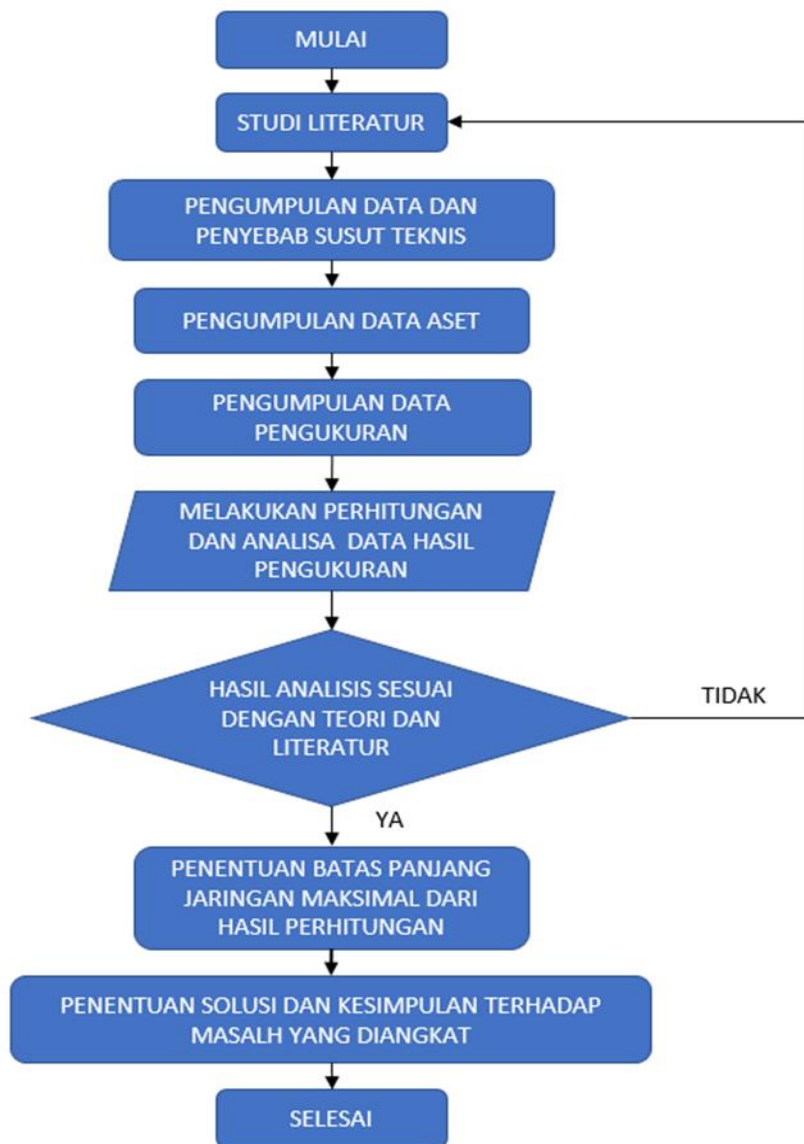 MULAI
STUDI LITERATUR
PENGUMPULAN DATA DAN
PENYEBAB SUSUT TEKNIS
PENGUMPULAN DATA ASET
PENGUMPULAN DATA
PENGUKURAN
MELAKUKAN PERHITUNGAN
DAN ANALISA DATA HASIL
PENGUKURAN
HASIL ANALISIS SESUAI
DENGAN TEORI DAN
LITERATUR
TIDAK
YA
PENENTUAN BATAS PANJANG
JARINGAN MAKSIMAL DARI
HASIL PERHITUNGAN
PENENTUAN SOLUSI DAN KESIMPULAN TERHADAP
MASALH YANG DIANGKAT
SELESAI